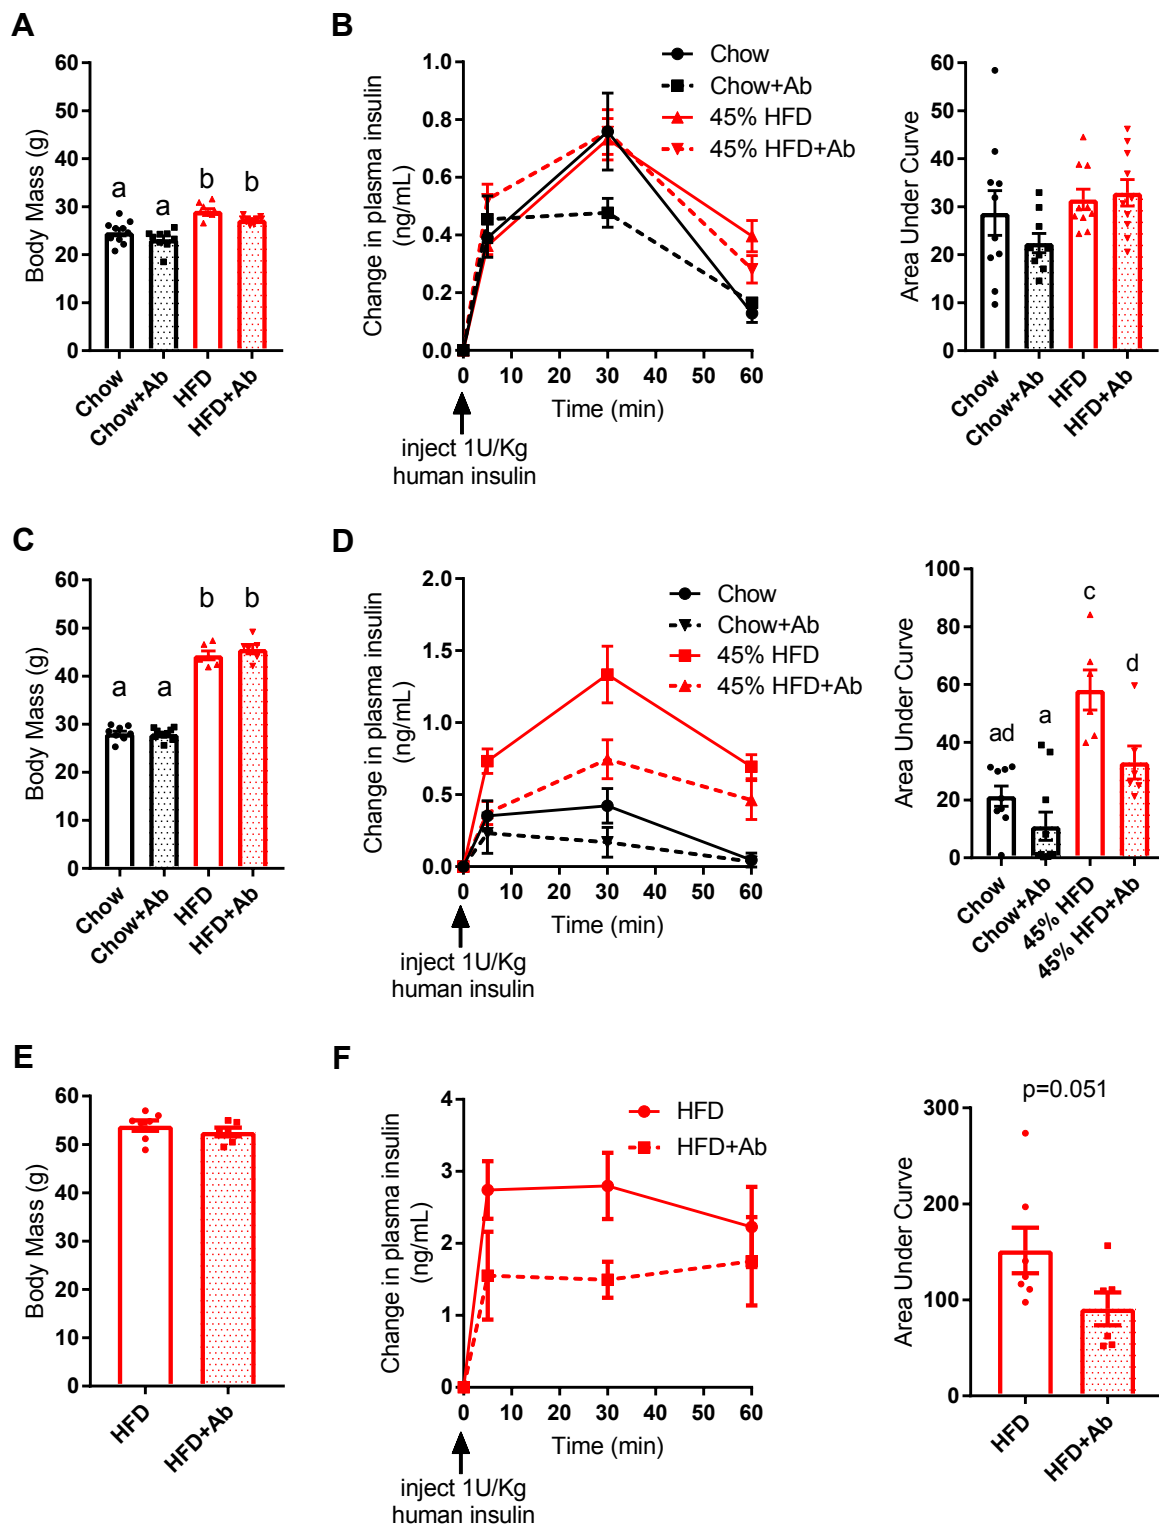 A
Body Mass (g)
60
50
40
30
20
10
0
a
a
b
b
Chow
Chow+Ab
HFD
HFD+Ab
B
Change in plasma insulin
(ng/mL)
1.0
0.8
0.6
0.4
0.2
0.0
0 10 20 30 40 50 60
Time (min)
inject 1U/Kg
human insulin
Chow
Chow+Ab
45% HFD
45% HFD+Ab
Area Under Curve
60
50
40
30
20
10
0
Chow
Chow+Ab
HFD
HFD+Ab
C
Body Mass (g)
60
50
40
30
20
10
0
a
a
b
b
Chow
Chow+Ab
HFD
HFD+Ab
D
Change in plasma insulin
(ng/mL)
2.0
1.5
1.0
0.5
0.0
0 10 20 30 40 50 60
Time (min)
inject 1U/Kg
human insulin
Chow
Chow+Ab
45% HFD
45% HFD+Ab
Area Under Curve
100
80
60
40
20
0
ad
a
c
d
Chow
Chow+Ab
45% HFD
45% HFD+Ab
E
Body Mass (g)
60
50
40
30
20
10
0
HFD
HFD+Ab
F
Change in plasma insulin
(ng/mL)
4
3
2
1
0
0 10 20 30 40 50 60
Time (min)
inject 1U/Kg
human insulin
HFD
HFD+Ab
p=0.051
Area Under Curve
300
200
100
0
HFD
HFD+Ab